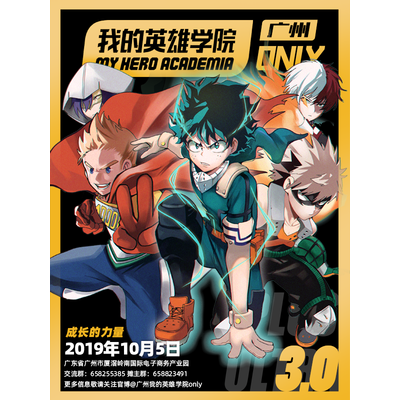 我的英雄学院
广州
MY HERO ACADEMIA
ONLY
成长的力量
2019年10月5日
广东省广州市厦滘岭南国际电子商务产业园
交流群：658255385 摊主群：658823491
更多信息敬请关注官博@广州我的英雄学院only
3.0